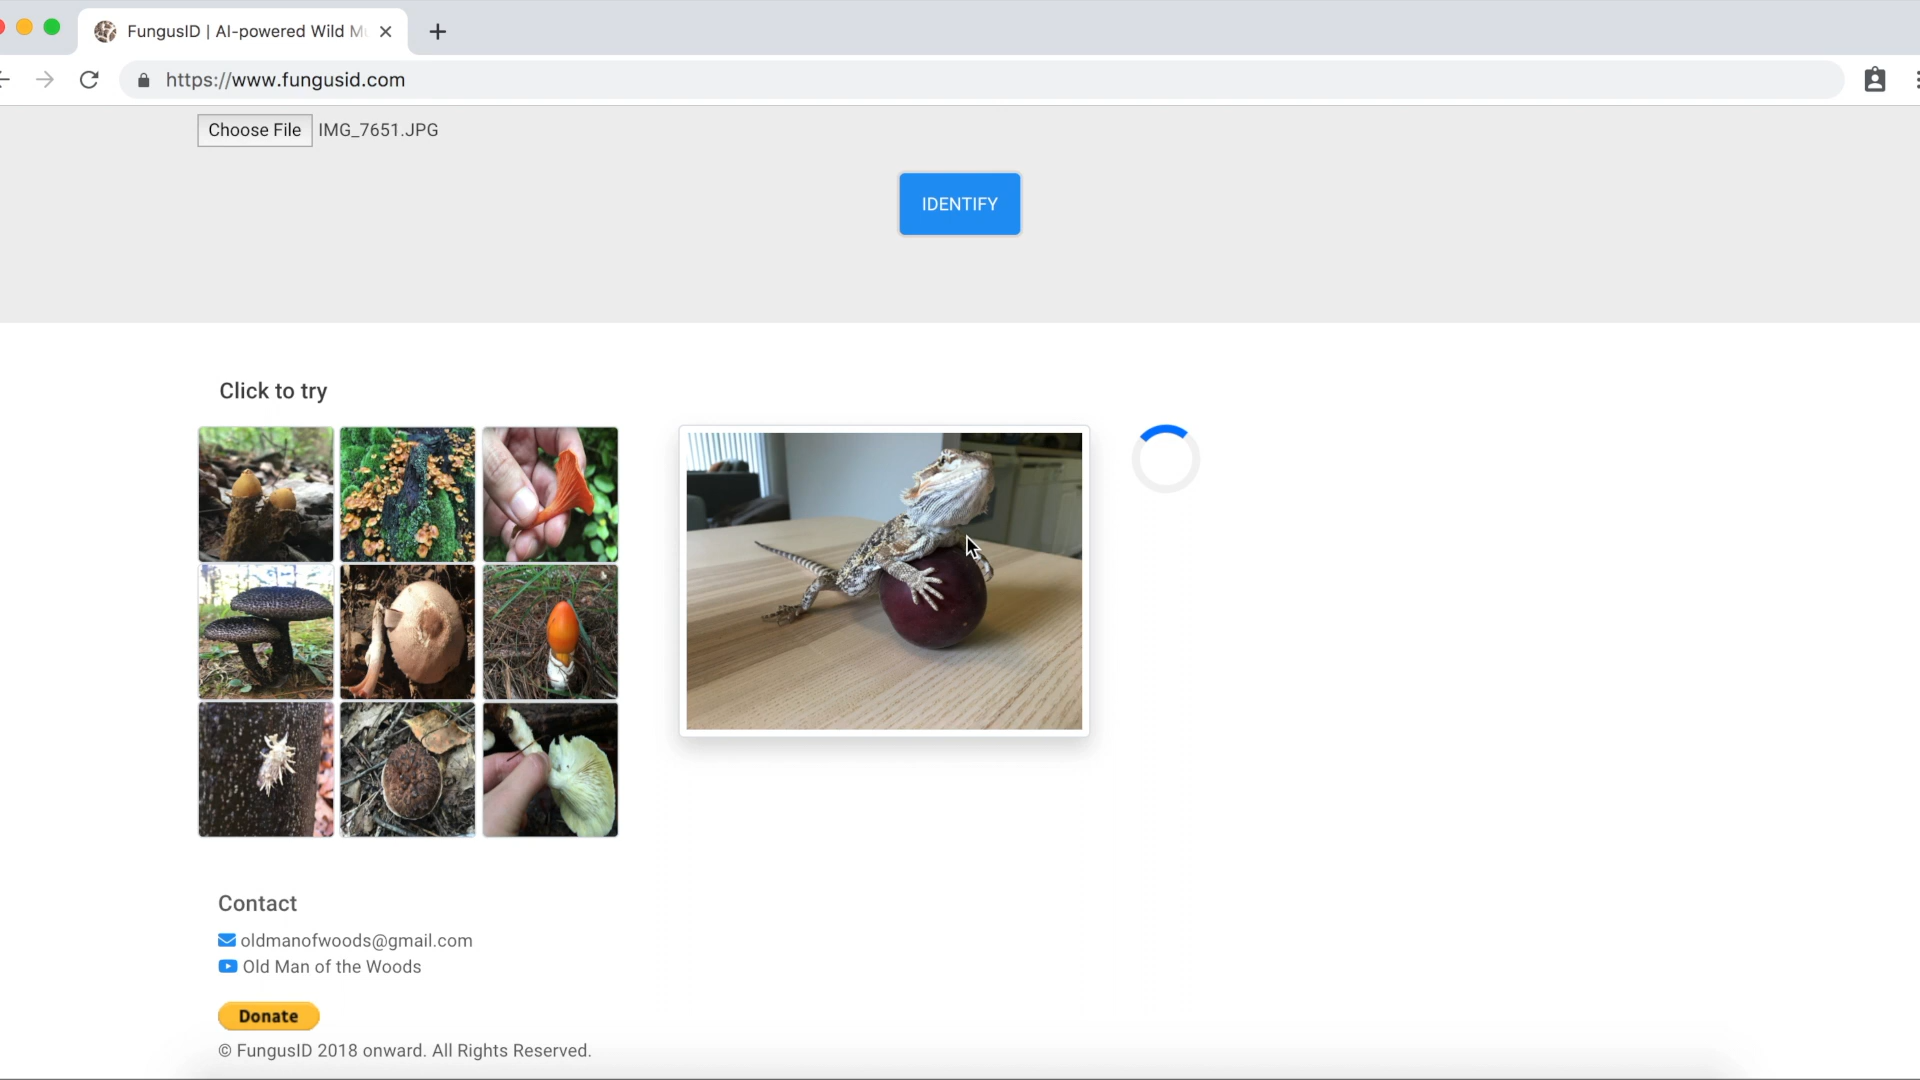 FungusID | AI-powered Wild M
https://www.fungusid.com
Choose File IMG_7651.JPG
IDENTIFY
Click to try
Contact
oldmanofwoods@gmail.com
Old Man of the Woods
Donate
© FungusID 2018 onward. All Rights Reserved.